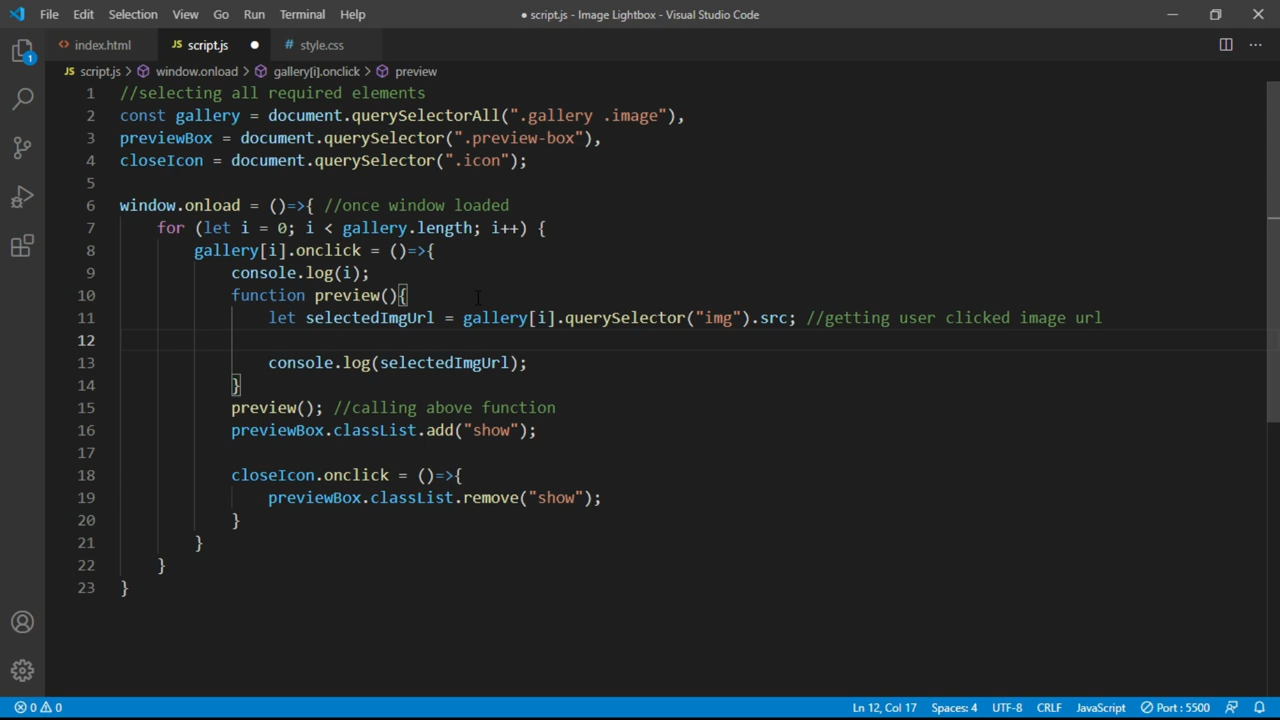 File Edit Selection View Go Run Terminal Help ● script.js - Image Lightbox - Visual Studio Code
<> index.html JS script.js ● # style.css
JS script.js > window.onload > gallery[i].onclick > preview
1 //selecting all required elements
2 const gallery = document.querySelectorAll(".gallery .image"),
3 previewBox = document.querySelector(".preview-box"),
4 closeIcon = document.querySelector(".icon");
5
6 window.onload = ()=>{ //once window loaded
7     for (let i = 0; i < gallery.length; i++) {
8         gallery[i].onclick = ()=>{
9             console.log(i);
10             function preview(){
11                 let selectedImgUrl = gallery[i].querySelector("img").src; //getting user clicked image url
12
13                 console.log(selectedImgUrl);
14             }
15             preview(); //calling above function
16             previewBox.classList.add("show");
17
18             closeIcon.onclick = ()=>{
19                 previewBox.classList.remove("show");
20             }
21         }
22     }
23 }
1
0 0 Ln 12, Col 17 Spaces: 4 UTF-8 CRLF JavaScript Port : 5500